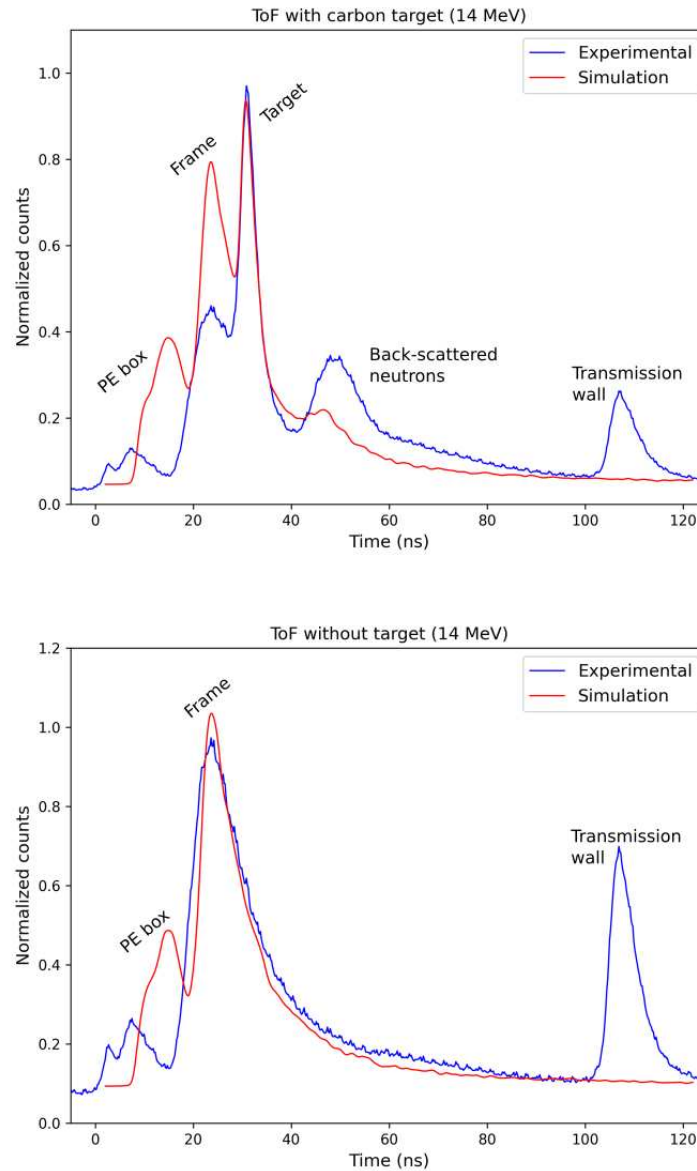 ToF with carbon target (14 MeV)
Experimental
Simulation
Target
Frame
PE box
Back-scattered
neutrons
Transmission
wall
Normalized counts
1.0
0.8
0.6
0.4
0.2
0.0
0 20 40 60 80 100 120
Time (ns)
ToF without target (14 MeV)
Experimental
Simulation
Frame
PE box
Transmission
wall
Normalized counts
1.2
1.0
0.8
0.6
0.4
0.2
0.0
0 20 40 60 80 100 120
Time (ns)